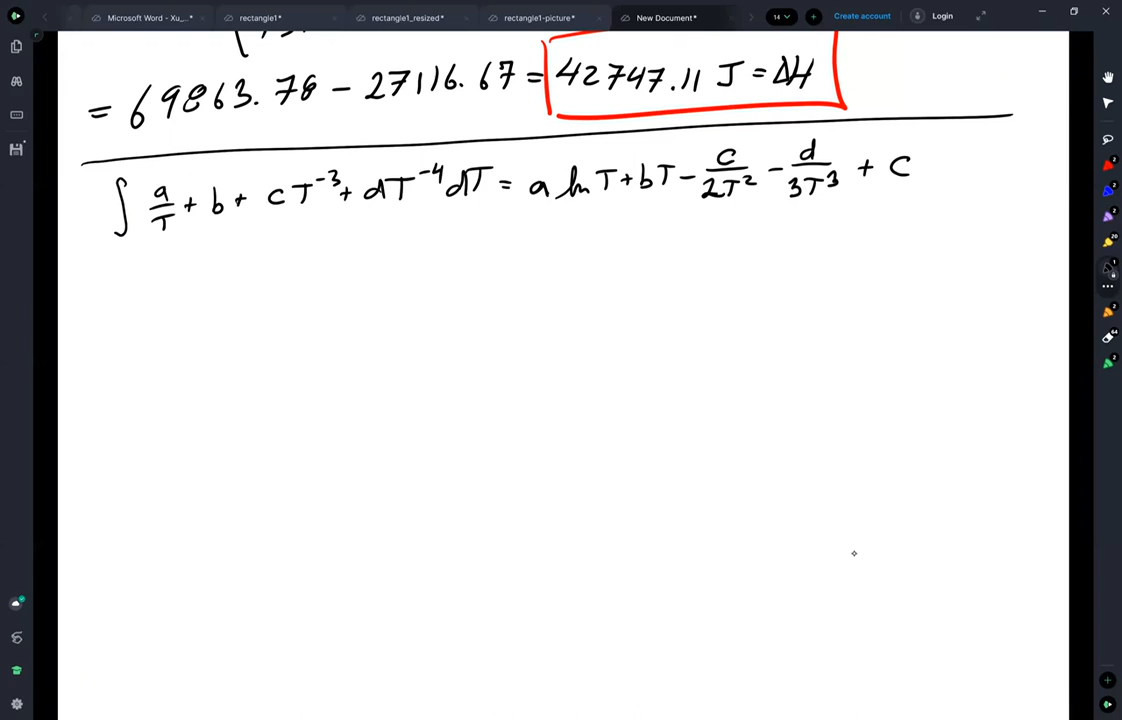 Microsoft Word - Xu_...* rectangle1* rectangle1_resized* rectangle1-picture* New Document* 14 Create account Login
= 69863.78 - 27116.67 = 42747.11 J = ΔH
∫ a/T + b + cT⁻³ + dT⁻⁴ dT = a ln T + bT - c/2T² - d/3T³ + C